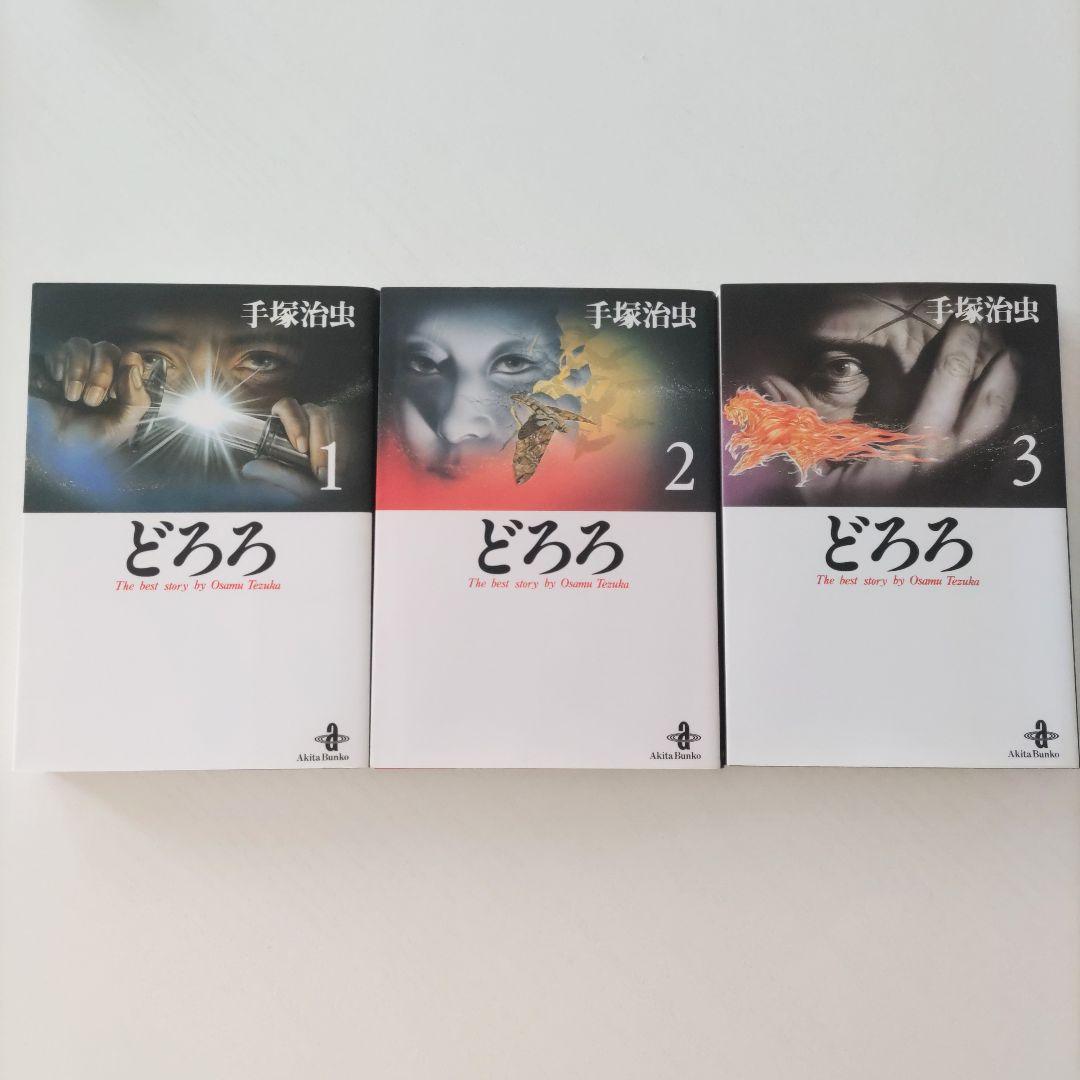 手塚治虫
1
どろろ
The best story by Osamu Tezuka
a
Akita Bunko
手塚治虫
2
どろろ
The best story by Osamu Tezuka
a
Akita Bunko
手塚治虫
3
どろろ
The best story by Osamu Tezuka
a
Akita Bunko